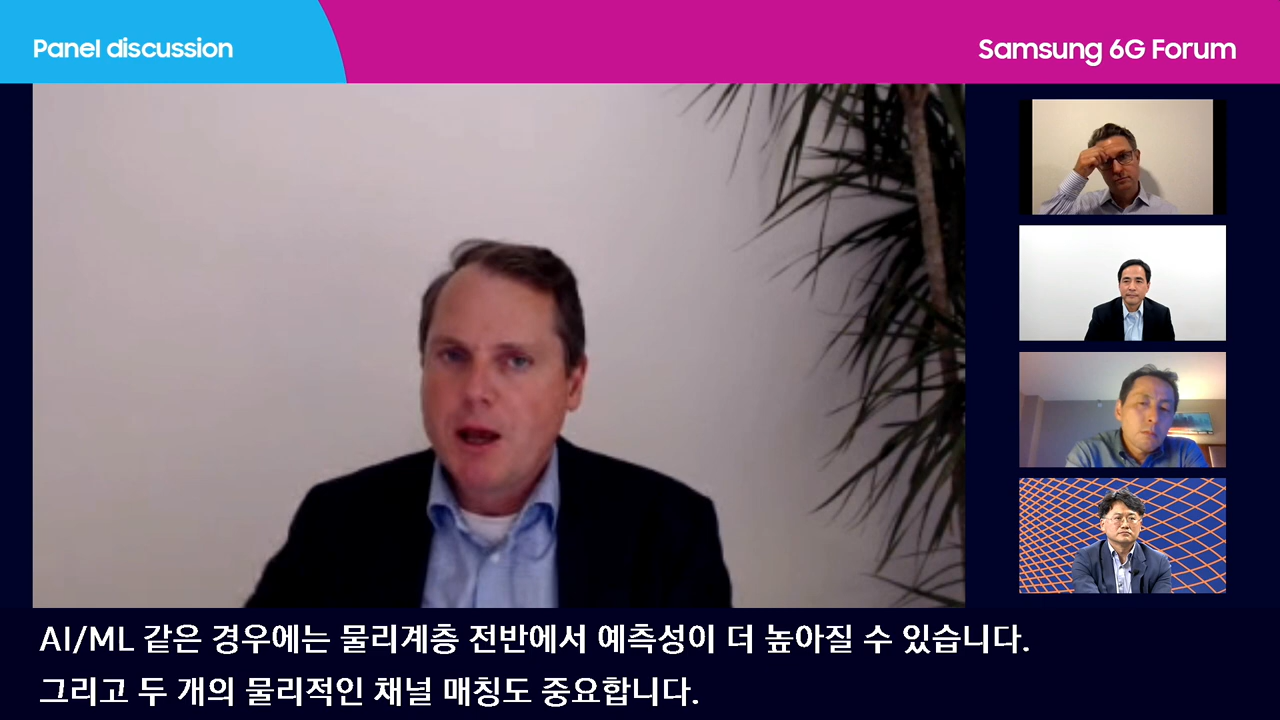 Panel discussion
Samsung 6G Forum
AI/ML 같은 경우에는 물리계층 전반에서 예측성이 더 높아질 수 있습니다.
그리고 두 개의 물리적인 채널 매칭도 중요합니다.